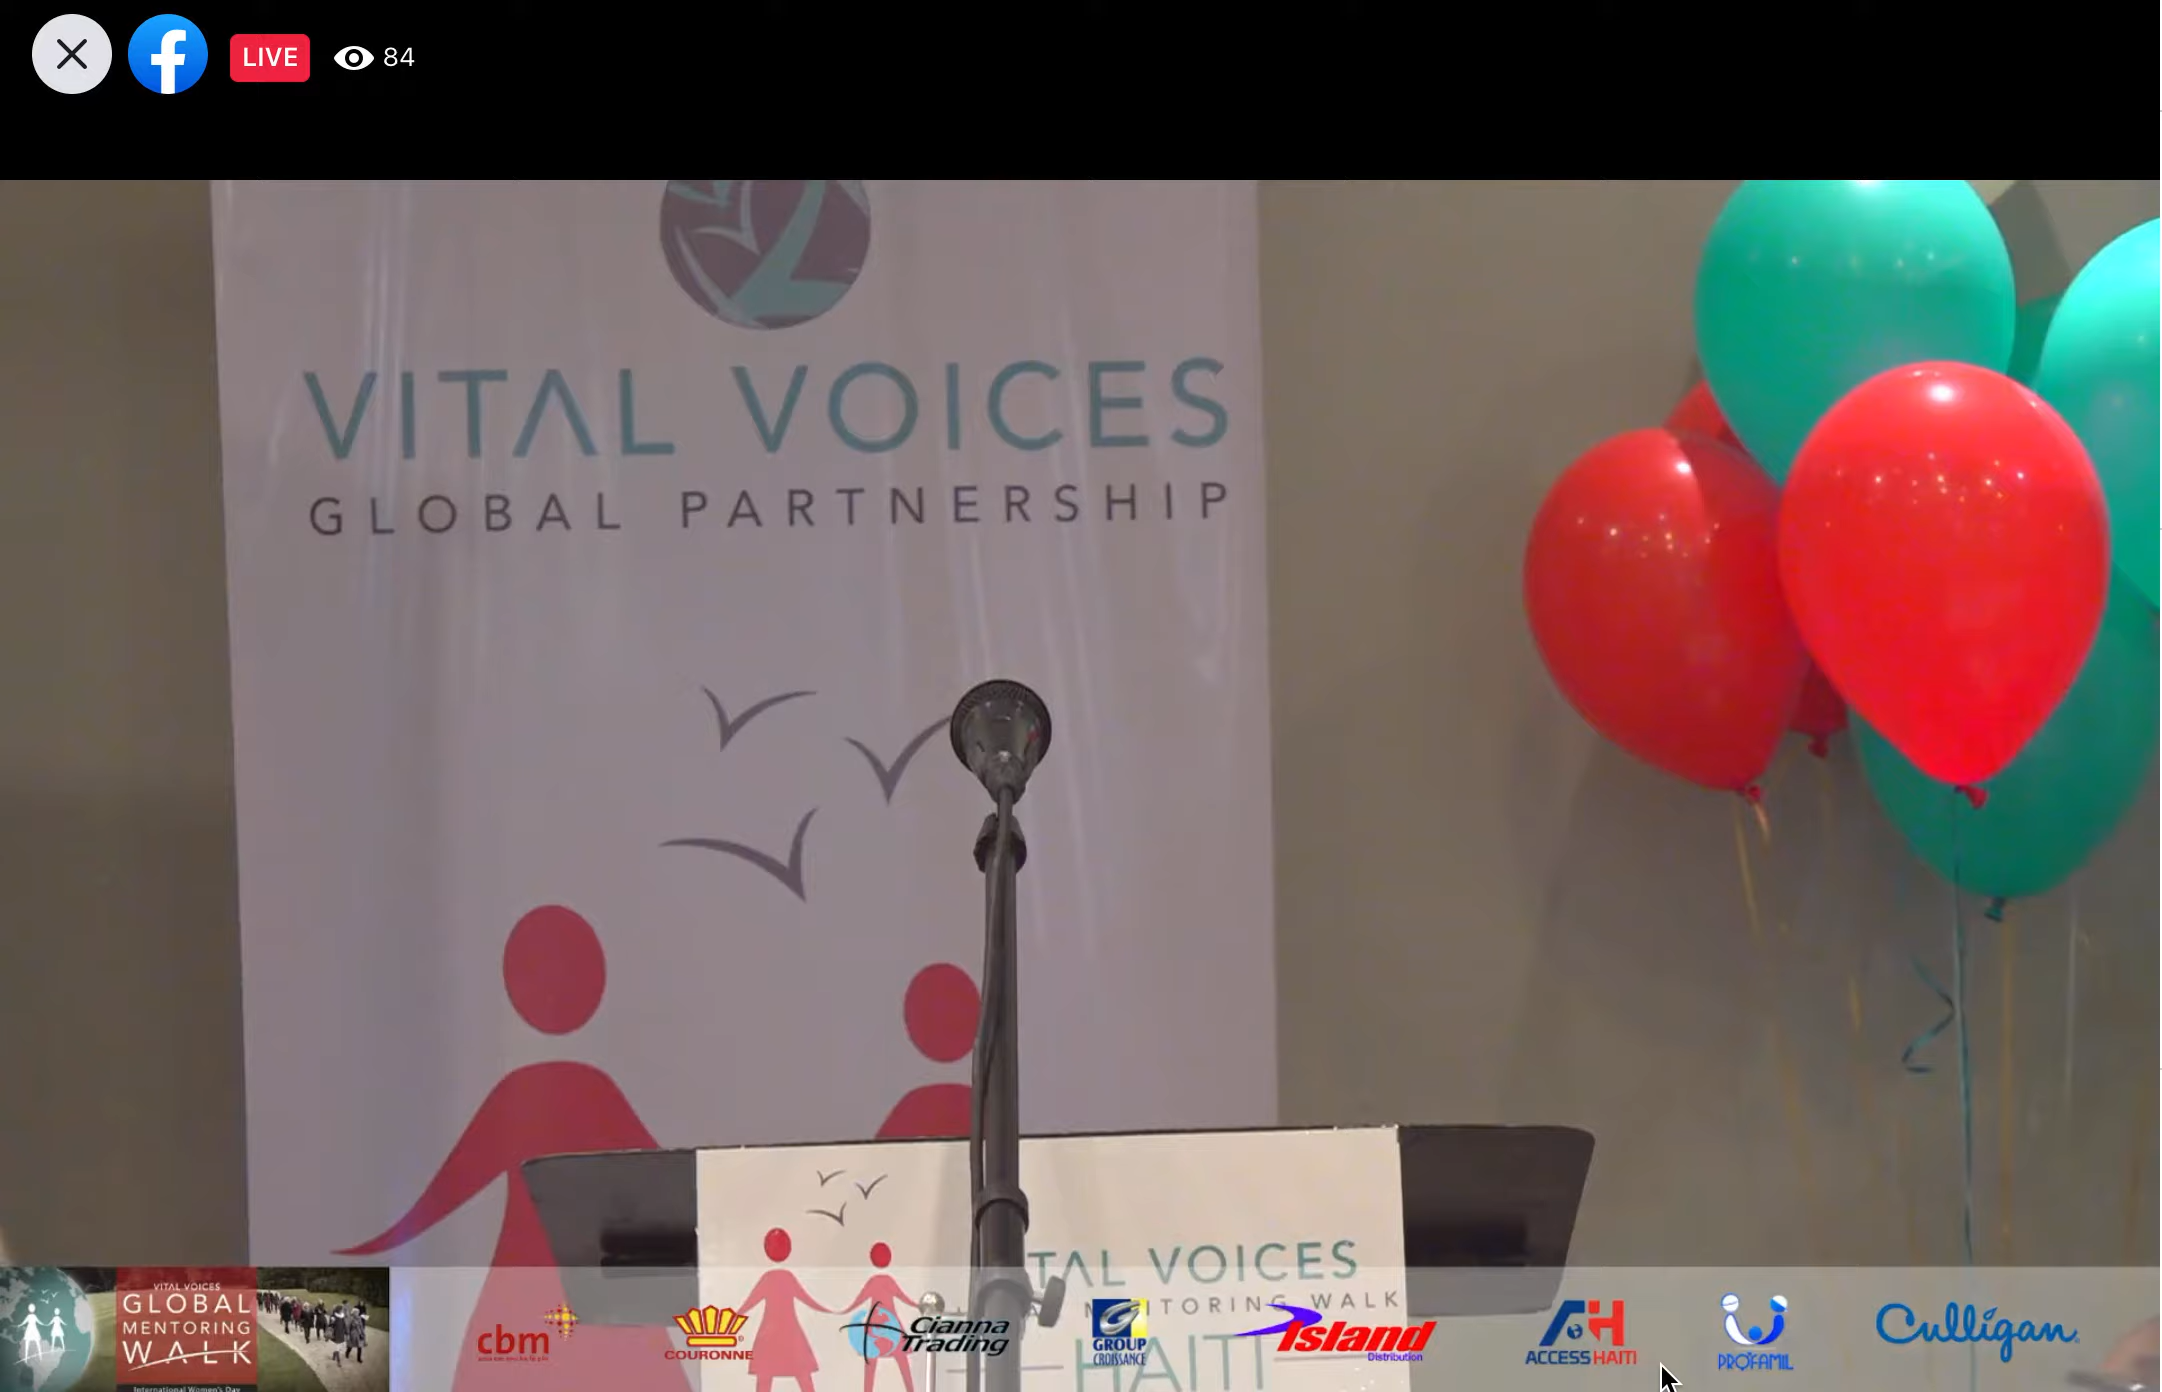 LIVE
84
VITAL VOICES
GLOBAL PARTNERSHIP
TAL VOICES
MENTORING WALK
HAITI
VITAL VOICES
GLOBAL
MENTORING
WALK
International Women's Day
cbm
COURONNE
Cianna
Trading
GROUP
CROISSANCE
Island
Distribution
ACCESS HAITI
PROFAMIL
Culligan